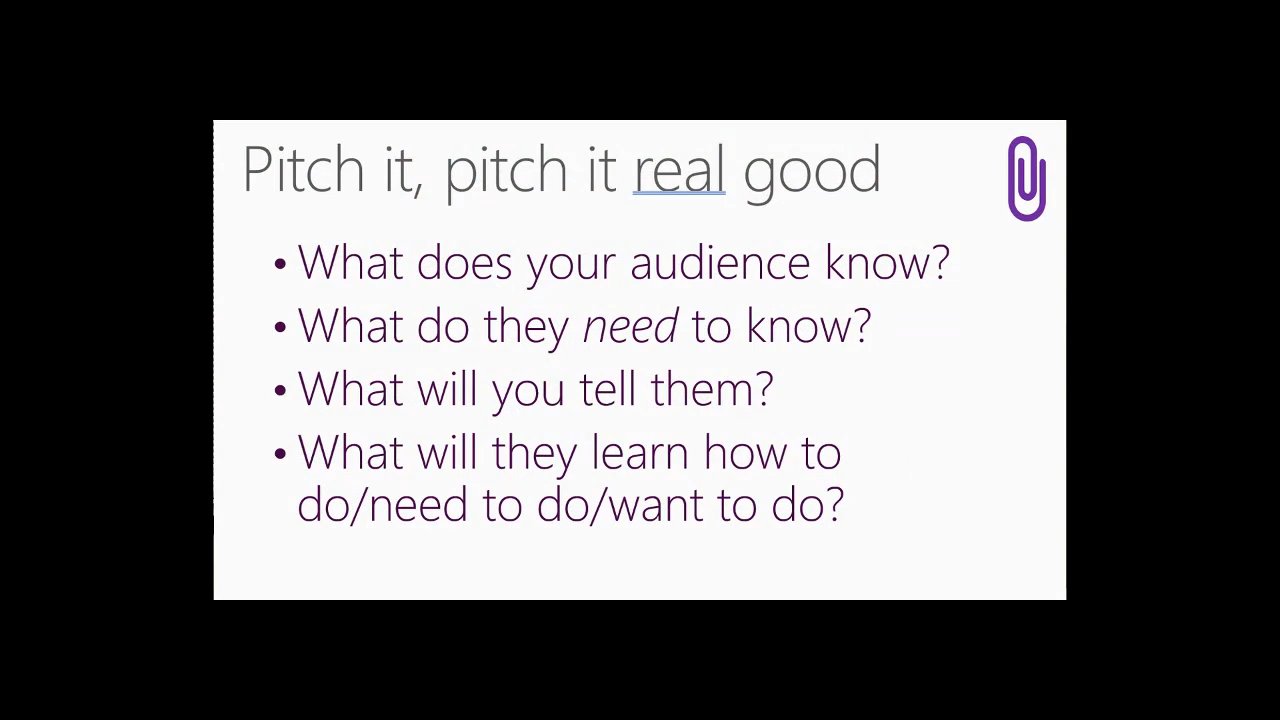 Pitch it, pitch it real good
• What does your audience know?
• What do they need to know?
• What will you tell them?
• What will they learn how to
do/need to do/want to do?